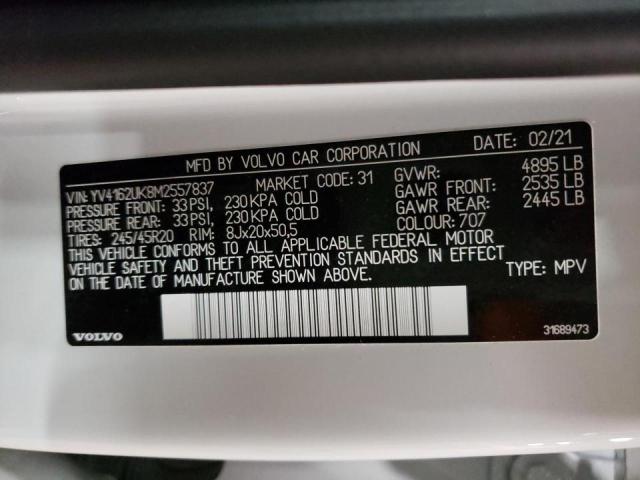 MFD BY VOLVO CAR CORPORATION DATE: 02/21
VIN: YV4162UK8M2557837 MARKET CODE: 31 GVWR: 4895 LB
PRESSURE FRONT: 33 PSI, 230 KPA COLD GAWR FRONT: 2535 LB
PRESSURE REAR: 33 PSI, 230 KPA COLD GAWR REAR: 2445 LB
TIRES: 245/45R20 RIM: 8Jx20x50,5 COLOUR: 707
THIS VEHICLE CONFORMS TO ALL APPLICABLE FEDERAL MOTOR
VEHICLE SAFETY AND THEFT PREVENTION STANDARDS IN EFFECT
ON THE DATE OF MANUFACTURE SHOWN ABOVE. TYPE: MPV
VOLVO 31689473